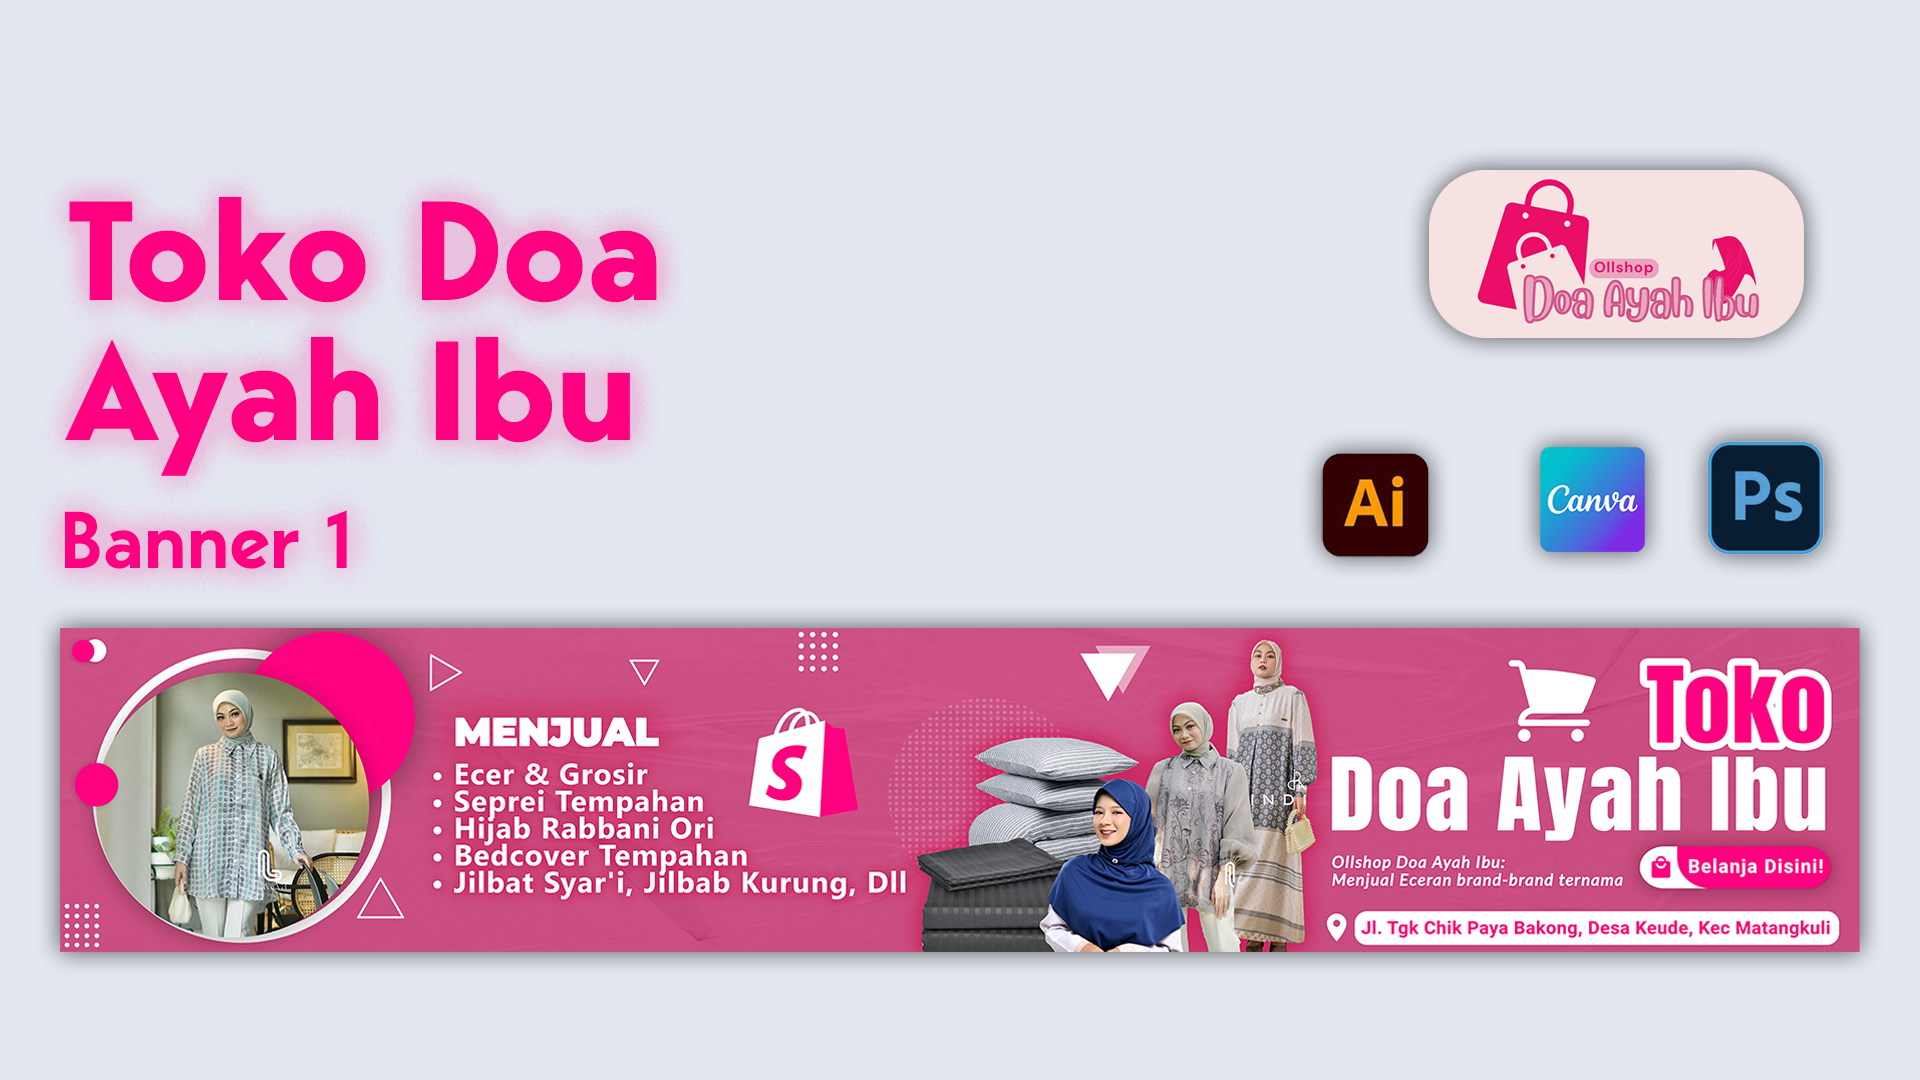 Toko Doa
Ayah Ibu
Banner 1
Ollshop
Doa Ayah Ibu
Ai
Canva
Ps
MENJUAL
• Ecer & Grosir
• Seprei Tempahan
• Hijab Rabbani Ori
• Bedcover Tempahan
• Jilbat Syar'i, Jilbab Kurung, Dll
S
Toko
Doa Ayah Ibu
Ollshop Doa Ayah Ibu:
Menjual Eceran brand-brand ternama
Belanja Disini!
Jl. Tgk Chik Paya Bakong, Desa Keude, Kec Matangkuli